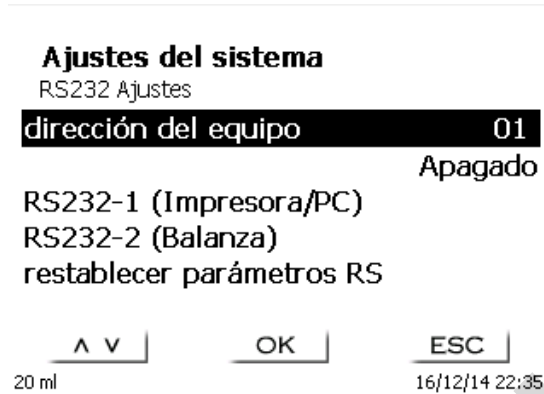 Ajustes del sistema
RS232 Ajustes
dirección del equipo 01
Apagado
RS232-1 (Impresora/PC)
RS232-2 (Balanza)
restablecer parámetros RS
∧ ∨ OK ESC
20 ml 16/12/14 22:35